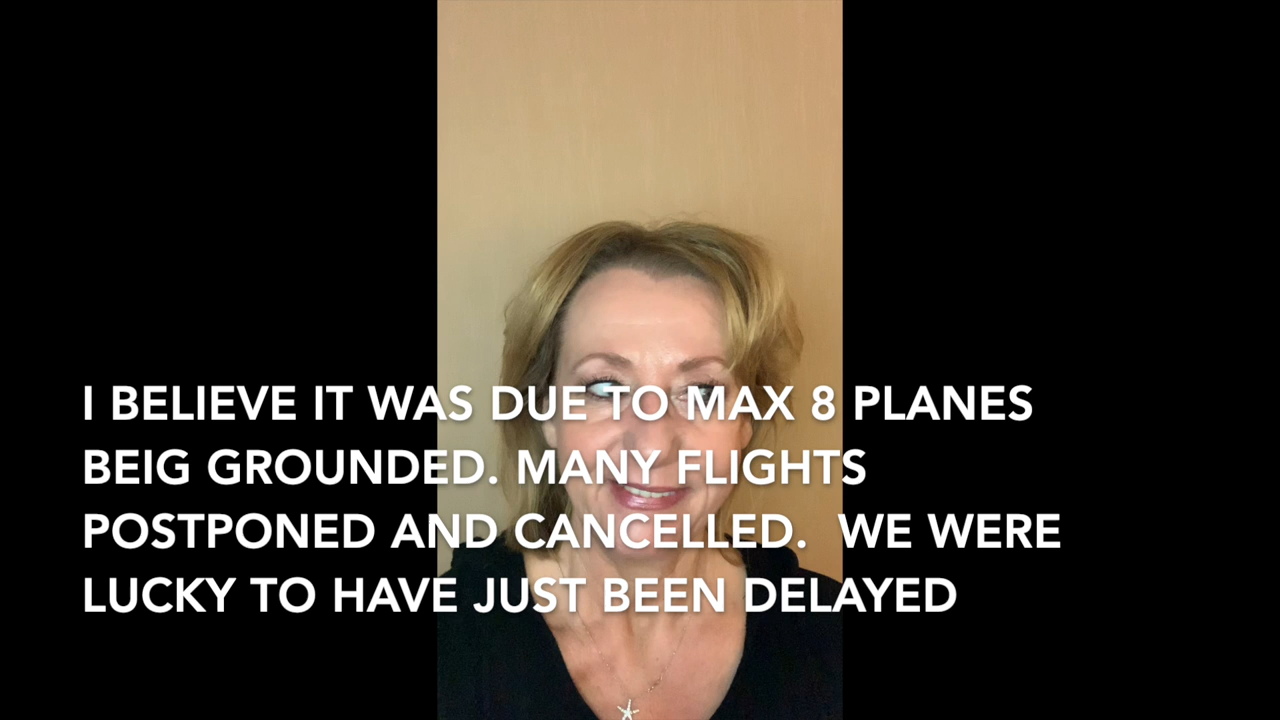 I BELIEVE IT WAS DUE TO MAX 8 PLANES
BEIG GROUNDED. MANY FLIGHTS
POSTPONED AND CANCELLED.  WE WERE
LUCKY TO HAVE JUST BEEN DELAYED